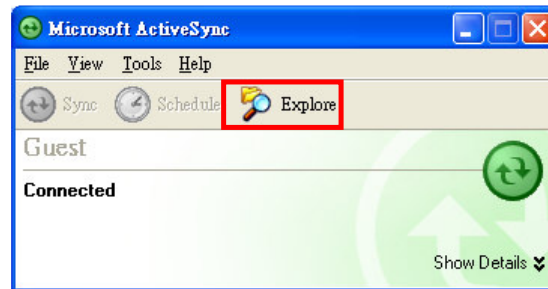 Microsoft ActiveSync
File View Tools Help
Sync Schedule Explore
Guest
Connected
Show Details